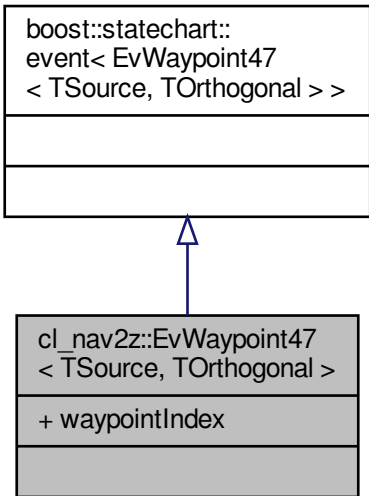 boost::statechart::
event< EvWaypoint47
< TSource, TOrthogonal > >
cl_nav2z::EvWaypoint47
< TSource, TOrthogonal >
+ waypointIndex